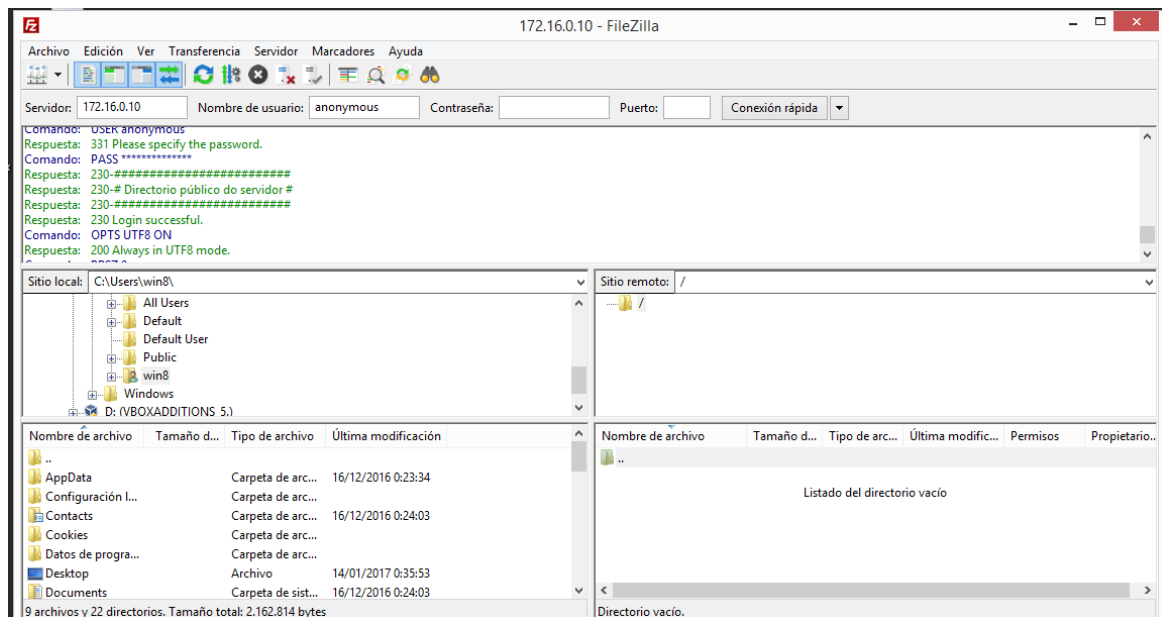 172.16.0.10 - FileZilla
Archivo Edición Ver Transferencia Servidor Marcadores Ayuda
Servidor: 172.16.0.10 Nombre de usuario: anonymous Contraseña: Puerto: Conexión rápida
Comando: USER anonymous
Respuesta: 331 Please specify the password.
Comando: PASS **************
Respuesta: 230-#########################
Respuesta: 230-# Directorio público do servidor #
Respuesta: 230-#########################
Respuesta: 230 Login successful.
Comando: OPTS UTF8 ON
Respuesta: 200 Always in UTF8 mode.
Sitio local: C:\Users\win8\
All Users
Default
Default User
Public
win8
Windows
D: (VBOXADDITIONS_5.)
Sitio remoto: /
/
Nombre de archivo Tamaño d... Tipo de archivo Última modificación
..
AppData Carpeta de arc... 16/12/2016 0:23:34
Configuración l... Carpeta de arc...
Contacts Carpeta de arc... 16/12/2016 0:24:03
Cookies Carpeta de arc...
Datos de progra... Carpeta de arc...
Desktop Archivo 14/01/2017 0:35:53
Documents Carpeta de sist... 16/12/2016 0:24:03
9 archivos y 22 directorios. Tamaño total: 2.162.814 bytes
Nombre de archivo Tamaño d... Tipo de arc... Última modific... Permisos Propietario...
..
Listado del directorio vacío
Directorio vacío.